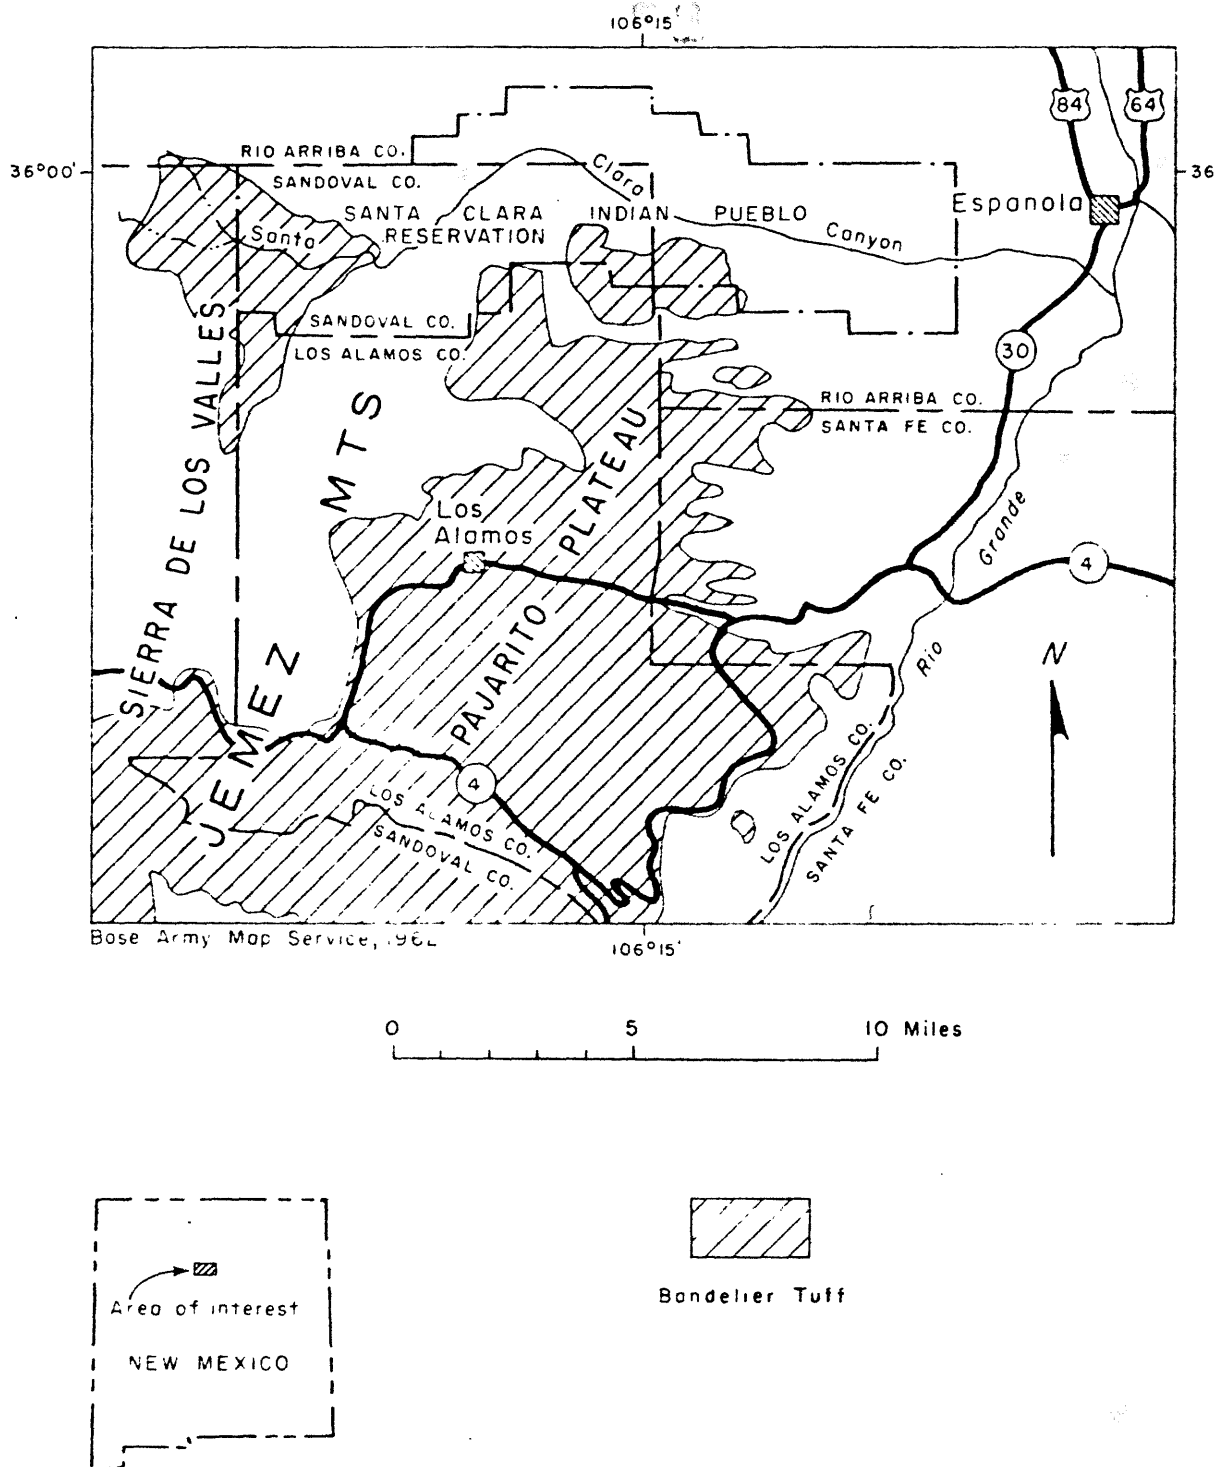 106°15'
84
64
36°00'
36
RIO ARRIBA CO.
SANDOVAL CO.
Clara
SANTA CLARA INDIAN PUEBLO
RESERVATION
Espanola
Santa
Canyon
SANDOVAL CO.
LOS ALAMOS CO.
30
RIO ARRIBA CO.
SANTA FE CO.
SIERRA DE LOS VALLES
JEMEZ MTS
PAJARITO PLATEAU
Los
Alamos
Rio Grande
4
N
4
LOS ALAMOS CO.
SANDOVAL CO.
LOS ALAMOS CO.
SANTA FE CO.
Base Army Map Service,
106°15'
0 5 10 Miles
Area of interest
NEW MEXICO
Bandelier Tuff